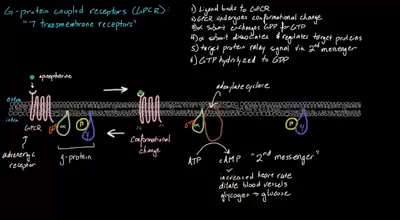 G-protein coupled receptors (GPCR):
"7 transmembrane receptors"
1) Ligand binds to GPCR
2) GPCR undergoes conformational change
3) α subunit exchanges GDP for GTP
4) α subunit dissociates & regulates target proteins
5) target protein relay signal via 2nd messenger
6) GTP hydrolized to GDP
epinepherine
adenylate cyclase
extra
intra
GPCR
adrenergic
receptor
α
β
γ
g-protein
Conformational
change
α
β
γ
ATP
cAMP "2nd messenger"
increased heart rate
dilate blood vessels
glycogen → glucose